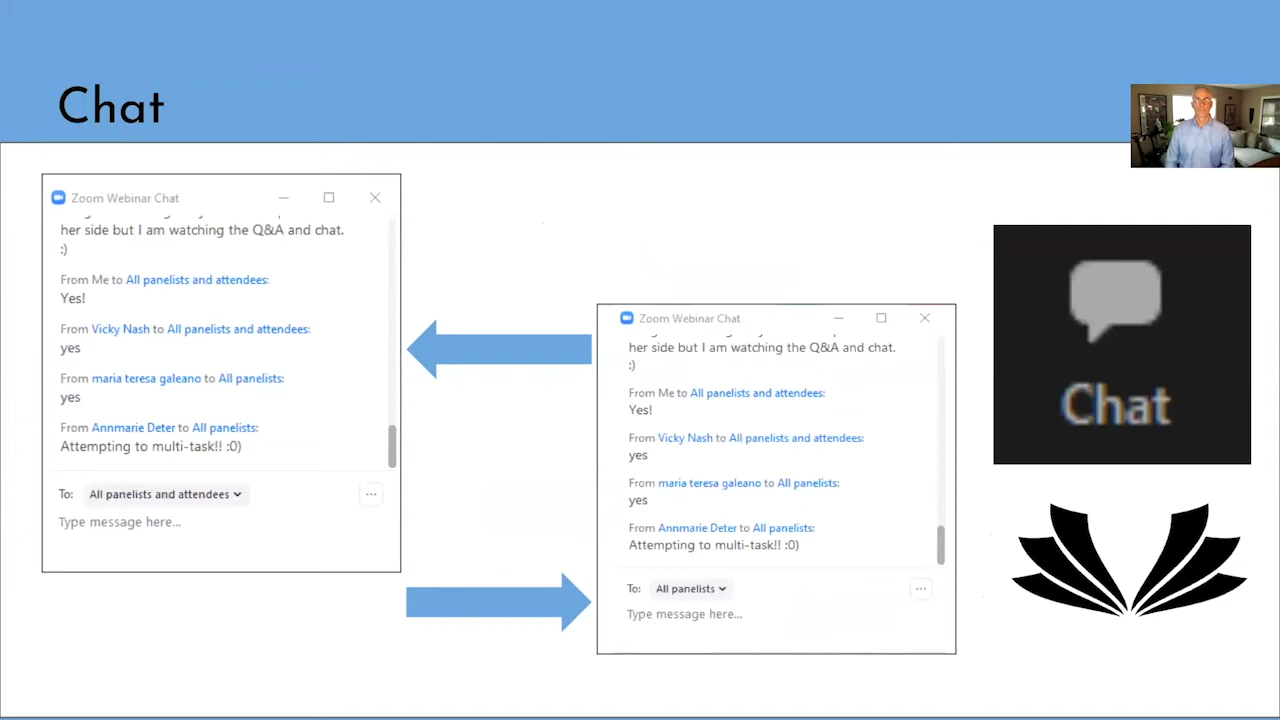 Chat
Zoom Webinar Chat
her side but I am watching the Q&A and chat.
:)
From Me to All panelists and attendees:
Yes!
From Vicky Nash to All panelists and attendees:
yes
From maria teresa galeano to All panelists:
yes
From Annmarie Deter to All panelists:
Attempting to multi-task!! :0)
To: All panelists and attendees
Type message here...
Zoom Webinar Chat
her side but I am watching the Q&A and chat.
:)
From Me to All panelists and attendees:
Yes!
From Vicky Nash to All panelists and attendees:
yes
From maria teresa galeano to All panelists:
yes
From Annmarie Deter to All panelists:
Attempting to multi-task!! :0)
To: All panelists
Type message here...
Chat